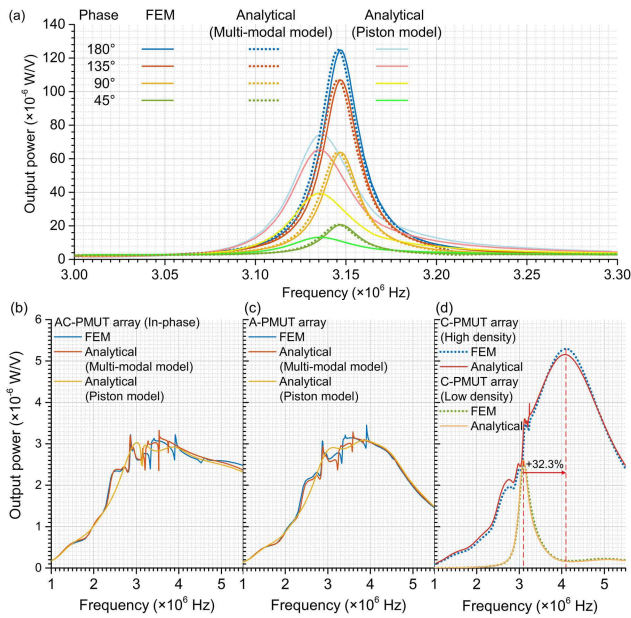 (a)
Phase FEM Analytical Analytical
(Multi-modal model) (Piston model)
180°
135°
90°
45°
140
120
100
80
60
40
20
0
Output power (×10⁻⁶ W/V)
3.00 3.05 3.10 3.15 3.20 3.25 3.30
Frequency (×10⁶ Hz)
(b) (c) (d)
6
5
4
3
2
1
0
Output power (×10⁻⁶ W/V)
AC-PMUT array (In-phase)
FEM
Analytical
(Multi-modal model)
Analytical
(Piston model)
1 2 3 4 5
Frequency (×10⁶ Hz)
A-PMUT array
FEM
Analytical
(Multi-modal model)
Analytical
(Piston model)
1 2 3 4 5
Frequency (×10⁶ Hz)
C-PMUT array
(High density)
FEM
Analytical
C-PMUT array
(Low density)
FEM
Analytical
+32.3%
1 2 3 4 5
Frequency (×10⁶ Hz)